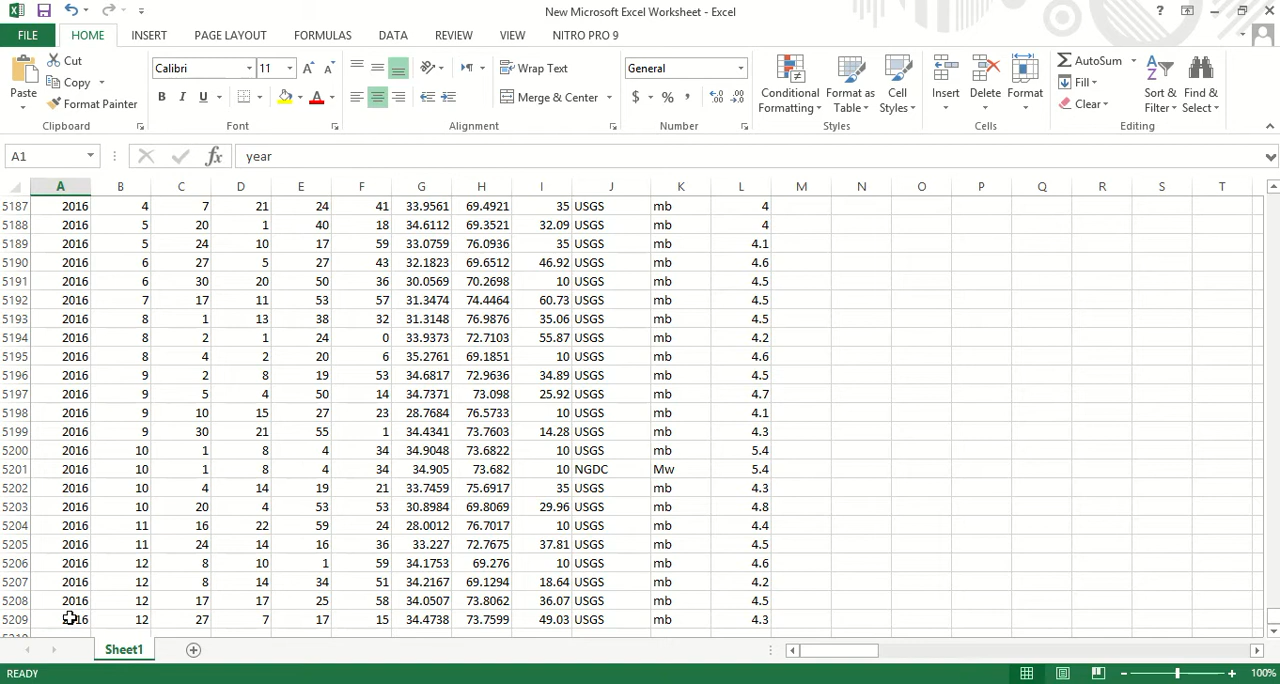 New Microsoft Excel Worksheet - Excel
?
FILE HOME INSERT PAGE LAYOUT FORMULAS DATA REVIEW VIEW NITRO PRO 9
Paste
Cut
Copy
Format Painter
Clipboard
Calibri 11
B I U
Font
Wrap Text
Merge & Center
Alignment
General
$ % ,
Number
Conditional Formatting
Format as Table
Cell Styles
Styles
Insert Delete Format
Cells
AutoSum
Fill
Clear
Sort & Filter
Find & Select
Editing
A1 fx year
A B C D E F G H I J K L M N O P Q R S T
5187 2016 4 7 21 24 41 33.9561 69.4921 35 USGS mb 4
5188 2016 5 20 1 40 18 34.6112 69.3521 32.09 USGS mb 4
5189 2016 5 24 10 17 59 33.0759 76.0936 35 USGS mb 4.1
5190 2016 6 27 5 27 43 32.1823 69.6512 46.92 USGS mb 4.6
5191 2016 6 30 20 50 36 30.0569 70.2698 10 USGS mb 4.5
5192 2016 7 17 11 53 57 31.3474 74.4464 60.73 USGS mb 4.5
5193 2016 8 1 13 38 32 31.3148 76.9876 35.06 USGS mb 4.5
5194 2016 8 2 1 24 0 33.9373 72.7103 55.87 USGS mb 4.2
5195 2016 8 4 2 20 6 35.2761 69.1851 10 USGS mb 4.6
5196 2016 9 2 8 19 53 34.6817 72.9636 34.89 USGS mb 4.5
5197 2016 9 5 4 50 14 34.7371 73.098 25.92 USGS mb 4.7
5198 2016 9 10 15 27 23 28.7684 76.5733 10 USGS mb 4.1
5199 2016 9 30 21 55 1 34.4341 73.7603 14.28 USGS mb 4.3
5200 2016 10 1 8 4 34 34.9048 73.6822 10 USGS mb 5.4
5201 2016 10 1 8 4 34 34.905 73.682 10 NGDC Mw 5.4
5202 2016 10 4 14 19 21 33.7459 75.6917 35 USGS mb 4.3
5203 2016 10 20 4 53 53 30.8984 69.8069 29.96 USGS mb 4.8
5204 2016 11 16 22 59 24 28.0012 76.7017 10 USGS mb 4.4
5205 2016 11 24 14 16 36 33.227 72.7675 37.81 USGS mb 4.5
5206 2016 12 8 10 1 59 34.1753 69.276 10 USGS mb 4.6
5207 2016 12 8 14 34 51 34.2167 69.1294 18.64 USGS mb 4.2
5208 2016 12 17 17 25 58 34.0507 73.8062 36.07 USGS mb 4.5
5209 12 27 7 17 15 34.4738 73.7599 49.03 USGS mb 4.3
Sheet1
READY 100%